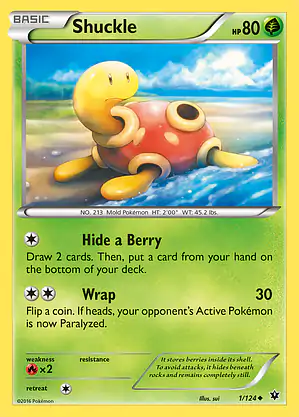 BASIC
Shuckle
HP 80
NO. 213 Mold Pokémon HT: 2'00" WT: 45.2 lbs.
Hide a Berry
Draw 2 cards. Then, put a card from your hand on
the bottom of your deck.
Wrap 30
Flip a coin. If heads, your opponent's Active Pokémon
is now Paralyzed.
weakness
resistance
×2
It stores berries inside its shell.
To avoid attacks, it hides beneath
rocks and remains completely still.
retreat
©2016 Pokémon
Illus. sui
1/124